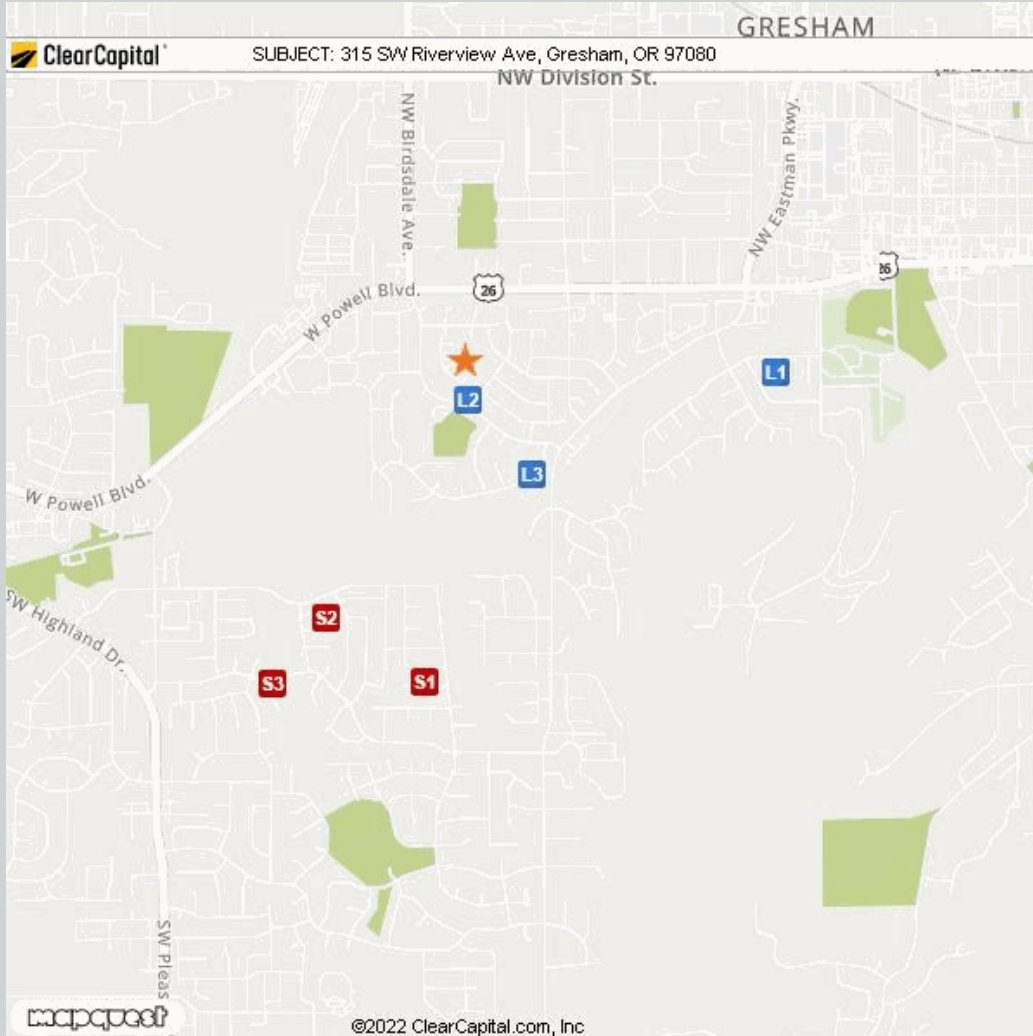 GRESHAM
ClearCapital
SUBJECT: 315 SW Riverview Ave, Gresham, OR 97080
NW Division St.
NW Birdsdale Ave.
NW Eastman Pkwy.
26
26
W Powell Blvd.
L1
L2
L3
W Powell Blvd.
SW Highland Dr.
S2
S3
S1
SW Pleas
mapquest
©2022 ClearCapital.com, Inc